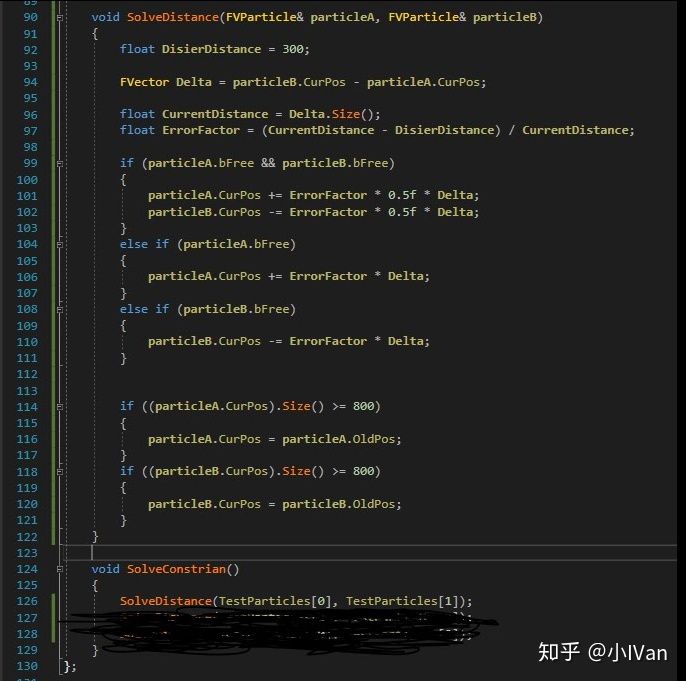 89
90 void SolveDistance(FVParticle& particleA, FVParticle& particleB)
91 {
92 float DisierDistance = 300;
93
94 FVector Delta = particleB.CurPos - particleA.CurPos;
95
96 float CurrentDistance = Delta.Size();
97 float ErrorFactor = (CurrentDistance - DisierDistance) / CurrentDistance;
98
99 if (particleA.bFree && particleB.bFree)
100 {
101 particleA.CurPos += ErrorFactor * 0.5f * Delta;
102 particleB.CurPos -= ErrorFactor * 0.5f * Delta;
103 }
104 else if (particleA.bFree)
105 {
106 particleA.CurPos += ErrorFactor * Delta;
107 }
108 else if (particleB.bFree)
109 {
110 particleB.CurPos -= ErrorFactor * Delta;
111 }
112
113
114 if ((particleA.CurPos).Size() >= 800)
115 {
116 particleA.CurPos = particleA.OldPos;
117 }
118 if ((particleB.CurPos).Size() >= 800)
119 {
120 particleB.CurPos = particleB.OldPos;
121 }
122 }
123
124 void SolveConstrian()
125 {
126 SolveDistance(TestParticles[0], TestParticles[1]);
127
128
129 }
130 };
知乎 @小IVan